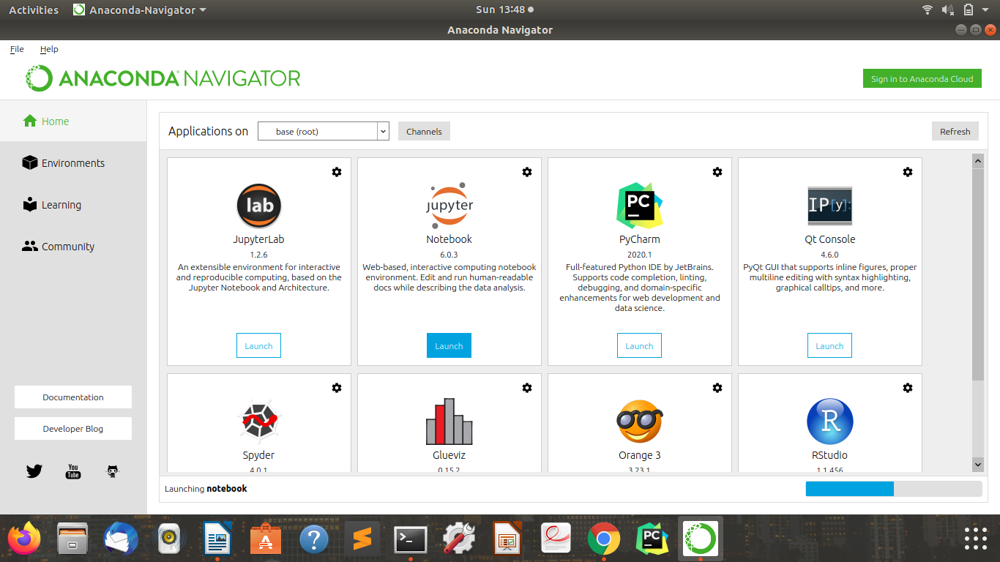 Activities
Anaconda-Navigator
Sun 13:48
Anaconda Navigator
File Help
ANACONDA NAVIGATOR
Sign in to Anaconda Cloud
Home
Environments
Learning
Community
Documentation
Developer Blog
You
Tube
Applications on
base (root)
Channels
Refresh
lab
JupyterLab
1.2.6
An extensible environment for interactive
and reproducible computing, based on the
Jupyter Notebook and Architecture.
Launch
jupyter
Notebook
6.0.3
Web-based, interactive computing notebook
environment. Edit and run human-readable
docs while describing the data analysis.
Launch
PC
PyCharm
2020.1
Full-featured Python IDE by JetBrains.
Supports code completion, linting,
debugging, and domain-specific
enhancements for web development and
data science.
Launch
IP[y]:
Qt Console
4.6.0
PyQt GUI that supports inline figures, proper
multiline editing with syntax highlighting,
graphical calltips, and more.
Launch
Spyder
4.0.1
Glueviz
0.15.2
Orange 3
3.23.1
R
RStudio
1.1.456
Launching notebook
A
?
S
>_
PC